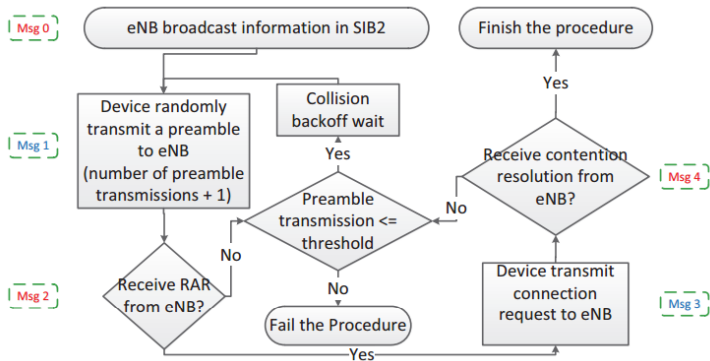 Msg 0
eNB broadcast information in SIB2
Finish the procedure
Yes
Msg 1
Device randomly
transmit a preamble
to eNB
(number of preamble
transmissions + 1)
Collision
backoff wait
Yes
Receive contention
resolution from
eNB?
Msg 4
No
Preamble
transmission <=
threshold
No
Msg 2
Receive RAR
from eNB?
No
Fail the Procedure
Device transmit
connection
request to eNB
Msg 3
Yes